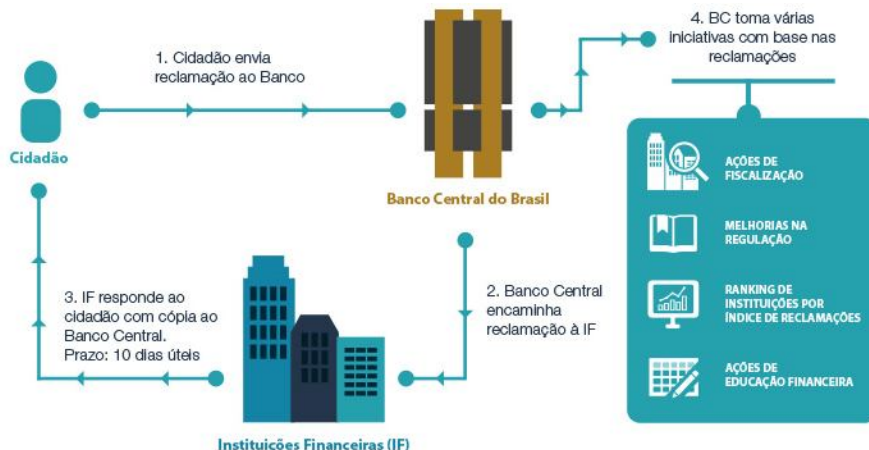 1. Cidadão envia
reclamação ao Banco
Cidadão
Banco Central do Brasil
2. Banco Central
encaminha
reclamação à IF
Instituições Financeiras (IF)
3. IF responde ao
cidadão com cópia ao
Banco Central.
Prazo: 10 dias úteis
4. BC toma várias
iniciativas com base nas
reclamações
AÇÕES DE
FISCALIZAÇÃO
MELHORIAS NA
REGULAÇÃO
RANKING DE
INSTITUIÇÕES POR
ÍNDICE DE RECLAMAÇÕES
AÇÕES DE
EDUCAÇÃO FINANCEIRA